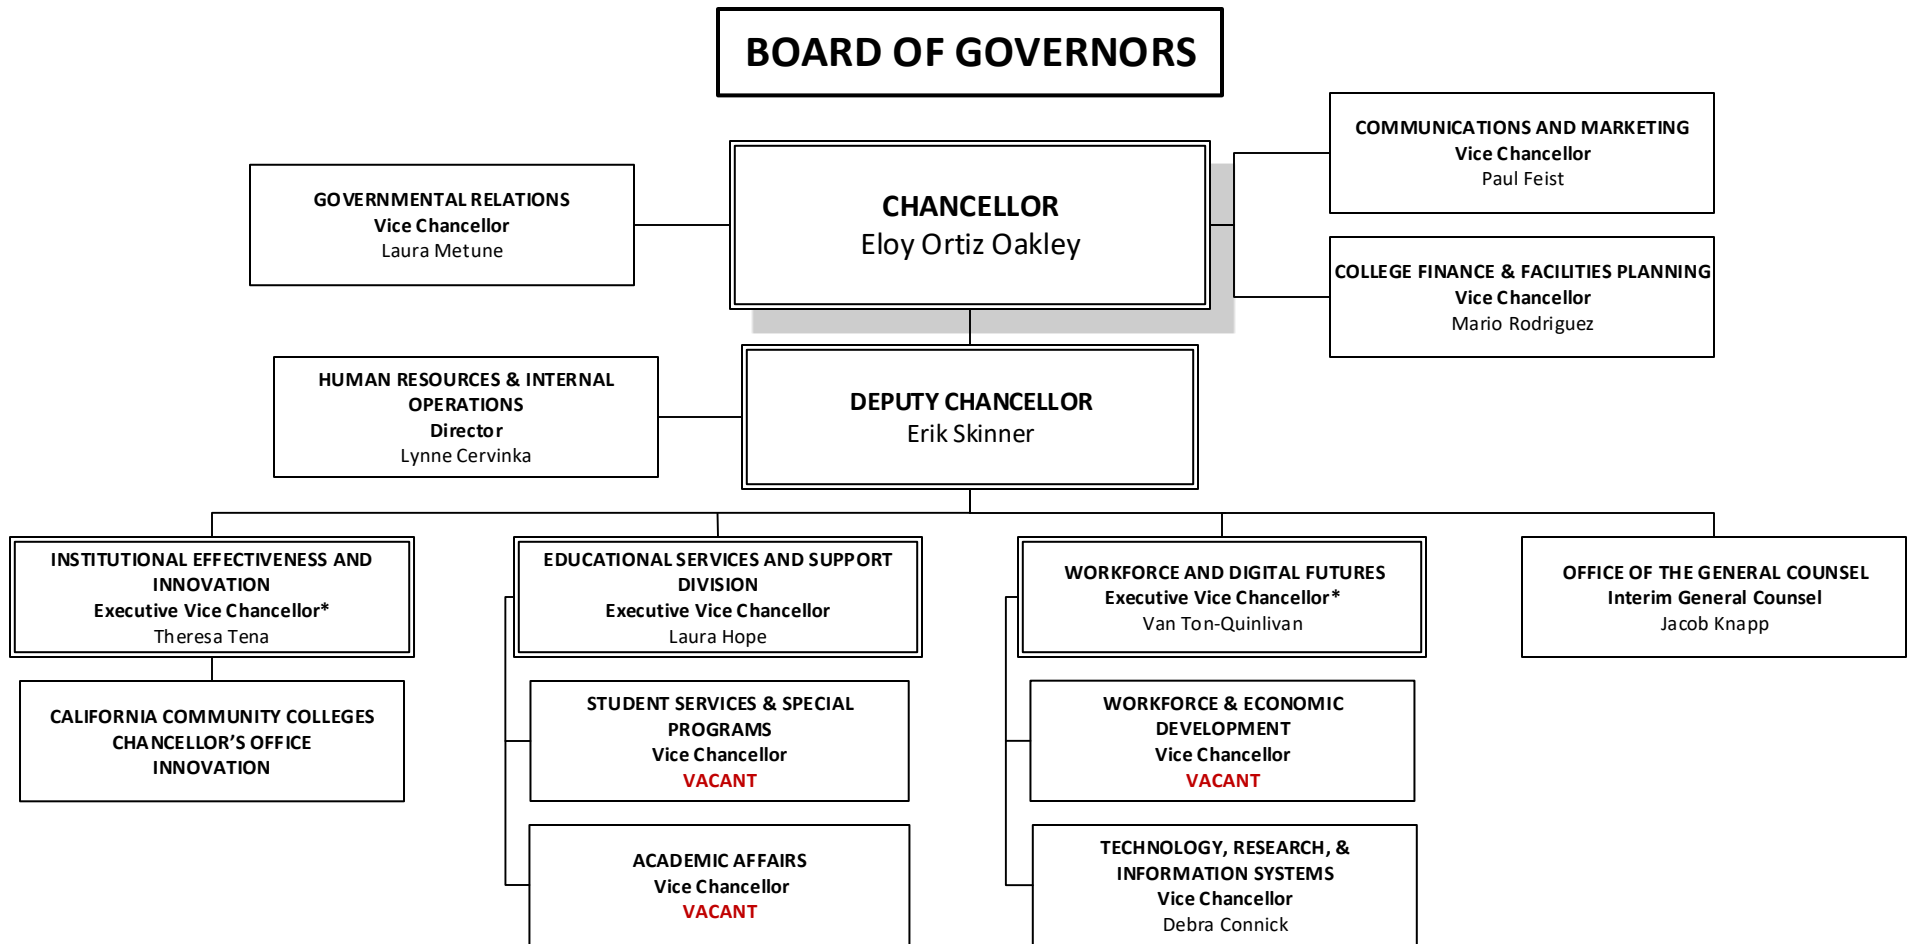 BOARD OF GOVERNORS
COMMUNICATIONS AND MARKETING
Vice Chancellor
Paul Feist
GOVERNMENTAL RELATIONS
Vice Chancellor
Laura Metune
CHANCELLOR
Eloy Ortiz Oakley
COLLEGE FINANCE & FACILITIES PLANNING
Vice Chancellor
Mario Rodriguez
HUMAN RESOURCES & INTERNAL
OPERATIONS
Director
Lynne Cervinka
DEPUTY CHANCELLOR
Erik Skinner
INSTITUTIONAL EFFECTIVENESS AND
INNOVATION
Executive Vice Chancellor*
Theresa Tena
EDUCATIONAL SERVICES AND SUPPORT
DIVISION
Executive Vice Chancellor
Laura Hope
WORKFORCE AND DIGITAL FUTURES
Executive Vice Chancellor*
Van Ton-Quinlivan
OFFICE OF THE GENERAL COUNSEL
Interim General Counsel
Jacob Knapp
CALIFORNIA COMMUNITY COLLEGES
CHANCELLOR'S OFFICE
INNOVATION
STUDENT SERVICES & SPECIAL
PROGRAMS
Vice Chancellor
VACANT
WORKFORCE & ECONOMIC
DEVELOPMENT
Vice Chancellor
VACANT
ACADEMIC AFFAIRS
Vice Chancellor
VACANT
TECHNOLOGY, RESEARCH, &
INFORMATION SYSTEMS
Vice Chancellor
Debra Connick